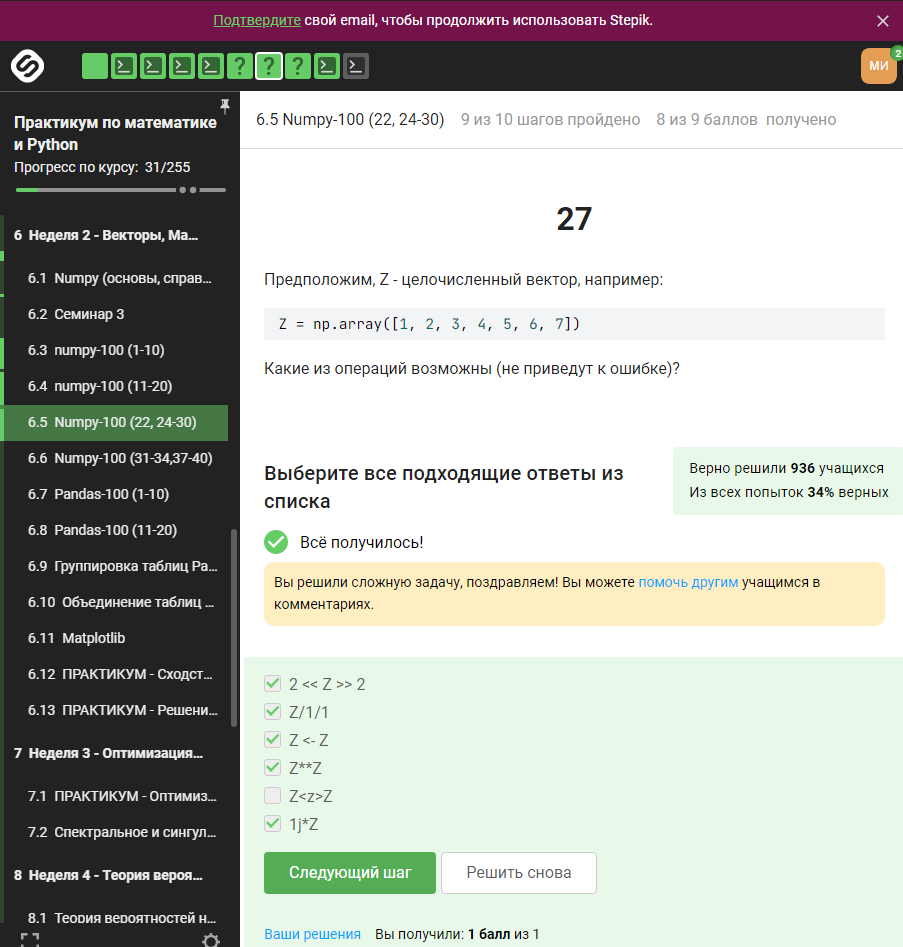 Подтвердите свой email, чтобы продолжить использовать Stepik.
? ? ?
МИ
2
Практикум по математике
и Python
Прогресс по курсу: 31/255
6 Неделя 2 - Векторы, Ма...
6.1 Numpy (основы, справ...
6.2 Семинар 3
6.3 numpy-100 (1-10)
6.4 numpy-100 (11-20)
6.5 Numpy-100 (22, 24-30)
6.6 Numpy-100 (31-34,37-40)
6.7 Pandas-100 (1-10)
6.8 Pandas-100 (11-20)
6.9 Группировка таблиц Pa...
6.10 Объединение таблиц ...
6.11 Matplotlib
6.12 ПРАКТИКУМ - Сходст...
6.13 ПРАКТИКУМ - Решени...
7 Неделя 3 - Оптимизация...
7.1 ПРАКТИКУМ - Оптимиз...
7.2 Спектральное и сингул...
8 Неделя 4 - Теория вероя...
8.1 Теория вероятностей н...
6.5 Numpy-100 (22, 24-30) 9 из 10 шагов пройдено 8 из 9 баллов получено
27
Предположим, Z - целочисленный вектор, например:
Z = np.array([1, 2, 3, 4, 5, 6, 7])
Какие из операций возможны (не приведут к ошибке)?
Выберите все подходящие ответы из
списка
Верно решили 936 учащихся
Из всех попыток 34% верных
Всё получилось!
Вы решили сложную задачу, поздравляем! Вы можете помочь другим учащимся в
комментариях.
2 << Z >> 2
Z/1/1
Z <- Z
Z**Z
Z<z>Z
1j*Z
Следующий шаг
Решить снова
Ваши решения Вы получили: 1 балл из 1